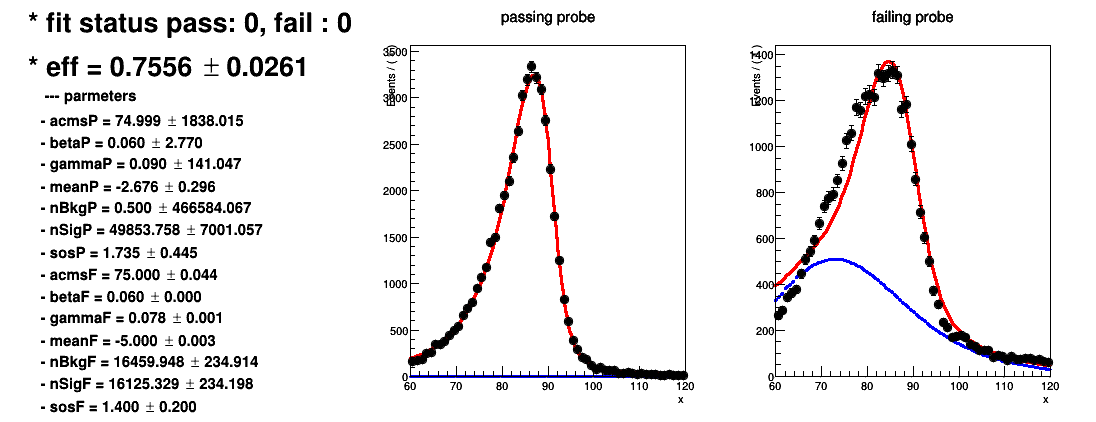 * fit status pass: 0, fail : 0
* eff = 0.7556 ± 0.0261
--- parmeters
- acmsP = 74.999 ± 1838.015
- betaP = 0.060 ± 2.770
- gammaP = 0.090 ± 141.047
- meanP = -2.676 ± 0.296
- nBkgP = 0.500 ± 466584.067
- nSigP = 49853.758 ± 7001.057
- sosP = 1.735 ± 0.445
- acmsF = 75.000 ± 0.044
- betaF = 0.060 ± 0.000
- gammaF = 0.078 ± 0.001
- meanF = -5.000 ± 0.003
- nBkgF = 16459.948 ± 234.914
- nSigF = 16125.329 ± 234.198
- sosF = 1.400 ± 0.200
passing probe
3500
3000
2500
2000
1500
1000
500
0
60 70 80 90 100 110 120
x
failing probe
1400
1200
1000
800
600
400
200
0
60 70 80 90 100 110 120
x